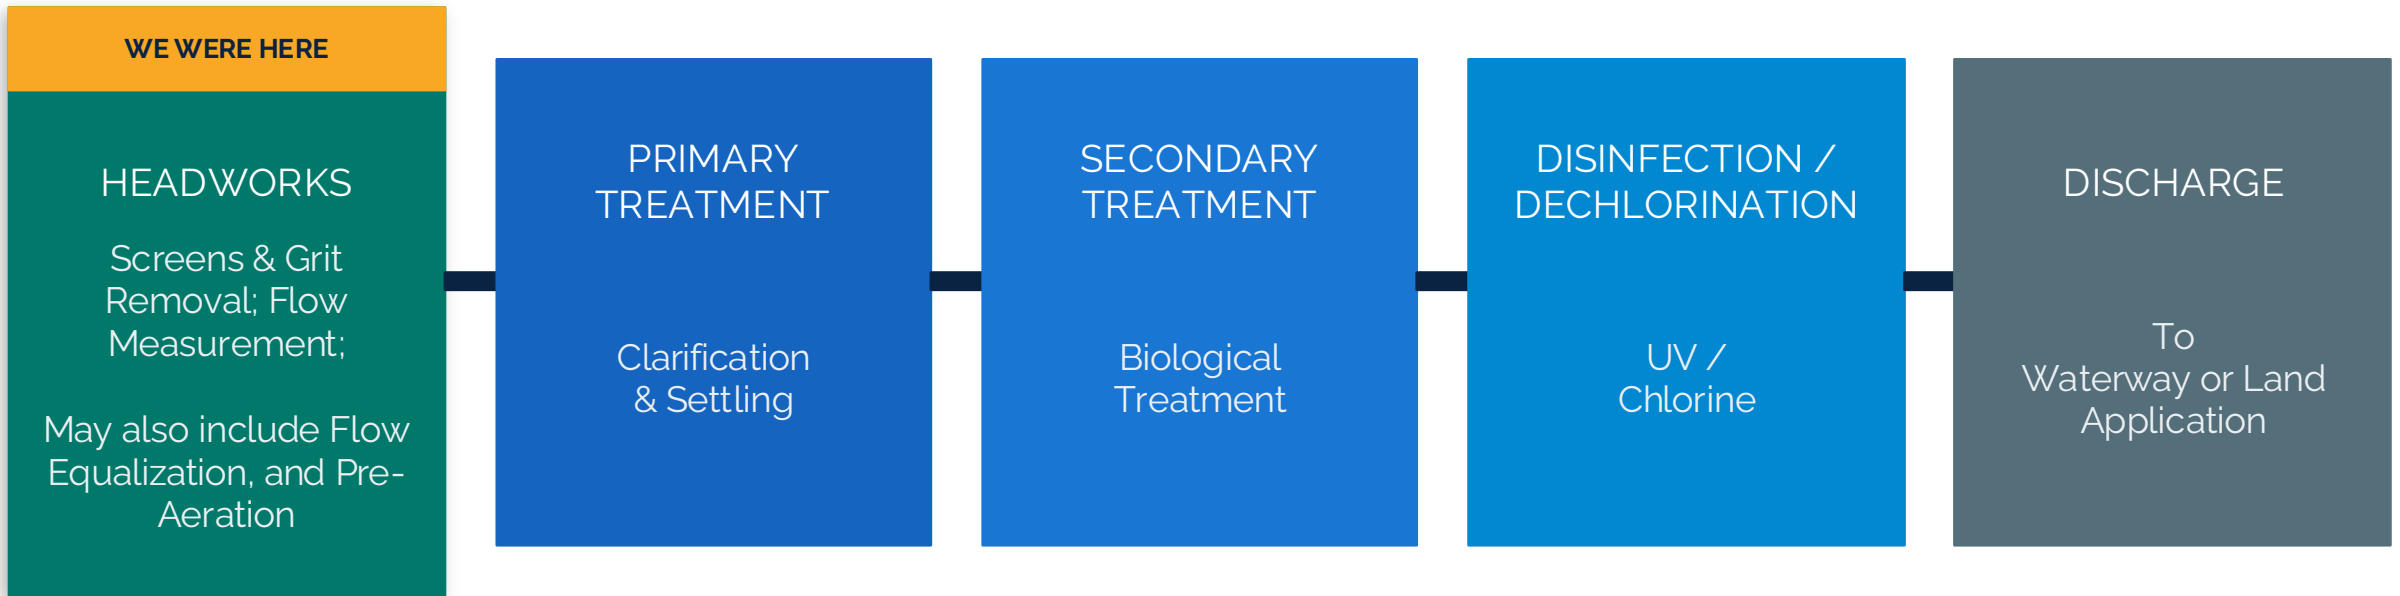 WE WERE HERE
HEADWORKS
Screens & Grit
Removal; Flow
Measurement;
May also include Flow
Equalization, and Pre-
Aeration
PRIMARY
TREATMENT
Clarification
& Settling
SECONDARY
TREATMENT
Biological
Treatment
DISINFECTION /
DECHLORINATION
UV /
Chlorine
DISCHARGE
To
Waterway or Land
Application